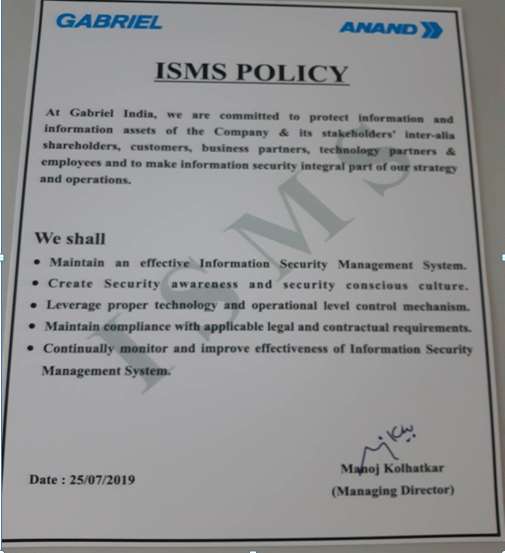 GABRIEL
ANAND
ISMS POLICY
At Gabriel India, we are committed to protect information and
information assets of the Company & its stakeholders' inter-alia
shareholders, customers, business partners, technology partners &
employees and to make information security integral part of our strategy
and operations.
ISMS
We shall
• Maintain an effective Information Security Management System.
• Create Security awareness and security conscious culture.
• Leverage proper technology and operational level control mechanism.
• Maintain compliance with applicable legal and contractual requirements.
• Continually monitor and improve effectiveness of Information Security
Management System.
Manoj Kolhatkar
Date : 25/07/2019
(Managing Director)